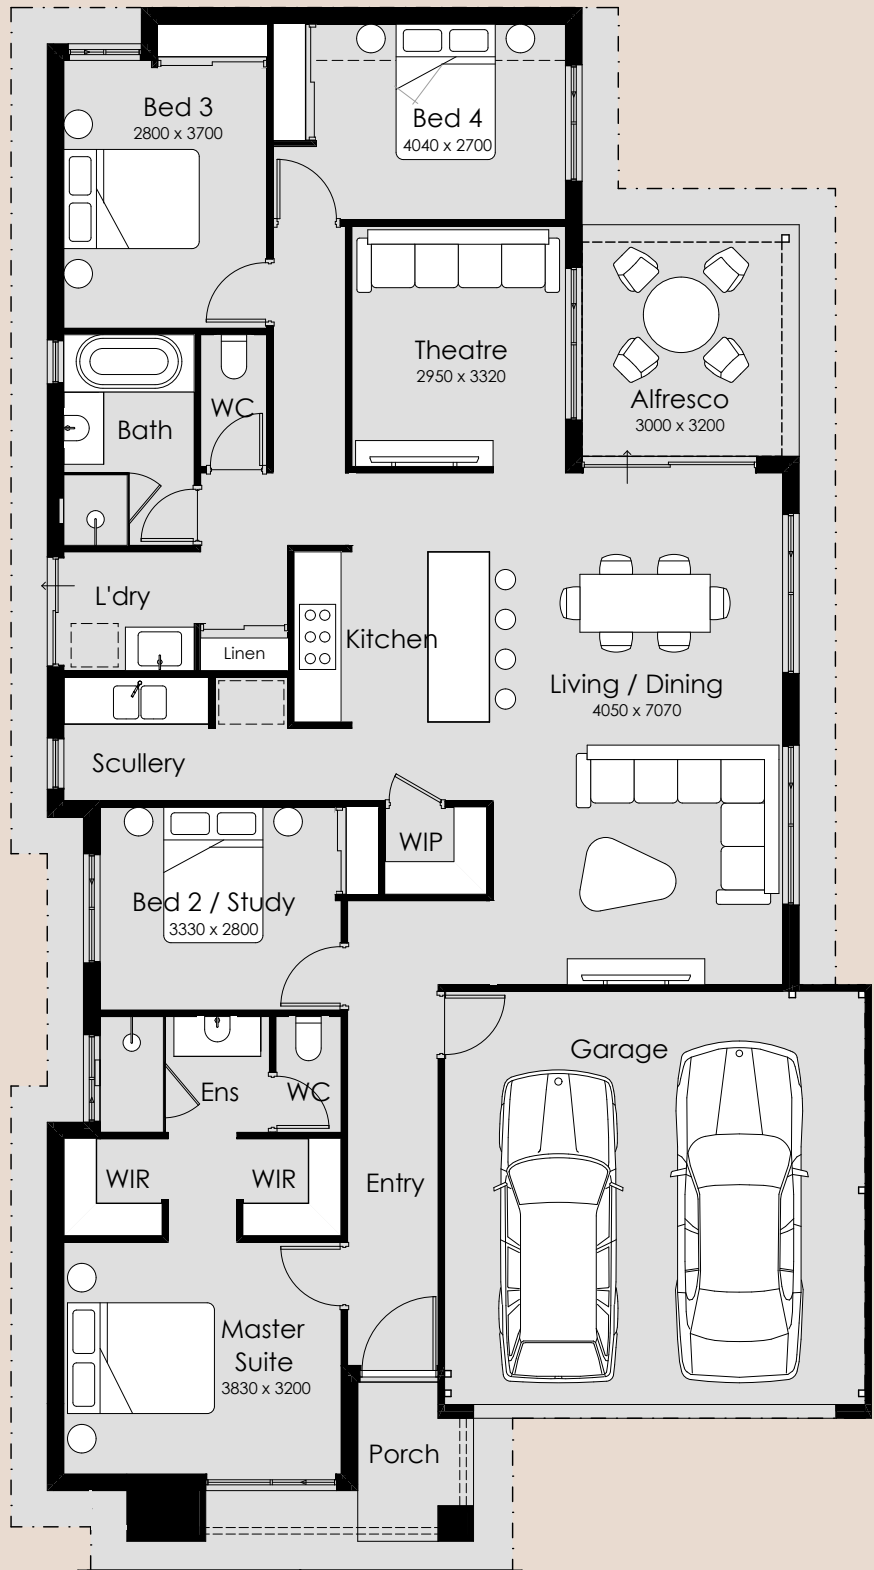 Bed 3
2800 x 3700
Bed 4
4040 x 2700
Theatre
2950 x 3320
Alfresco
3000 x 3200
WC
Bath
L'dry
Linen
Kitchen
Living / Dining
4050 x 7070
Scullery
WIP
Bed 2 / Study
3330 x 2800
Garage
Ens
WC
WIR
WIR
Entry
Master
Suite
3830 x 3200
Porch